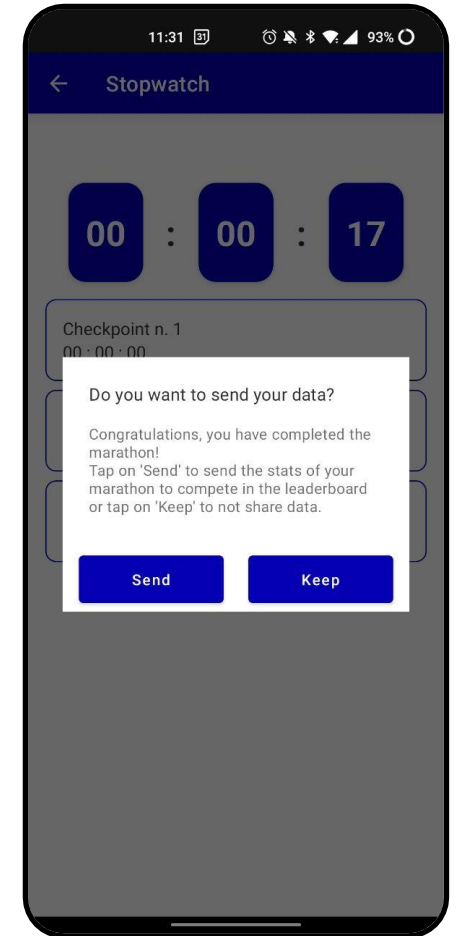 11:31 31 93%
Stopwatch
00 : 00 : 17
Checkpoint n. 1
00 : 00 : 00
Do you want to send your data?
Congratulations, you have completed the
marathon!
Tap on 'Send' to send the stats of your
marathon to compete in the leaderboard
or tap on 'Keep' to not share data.
Send Keep